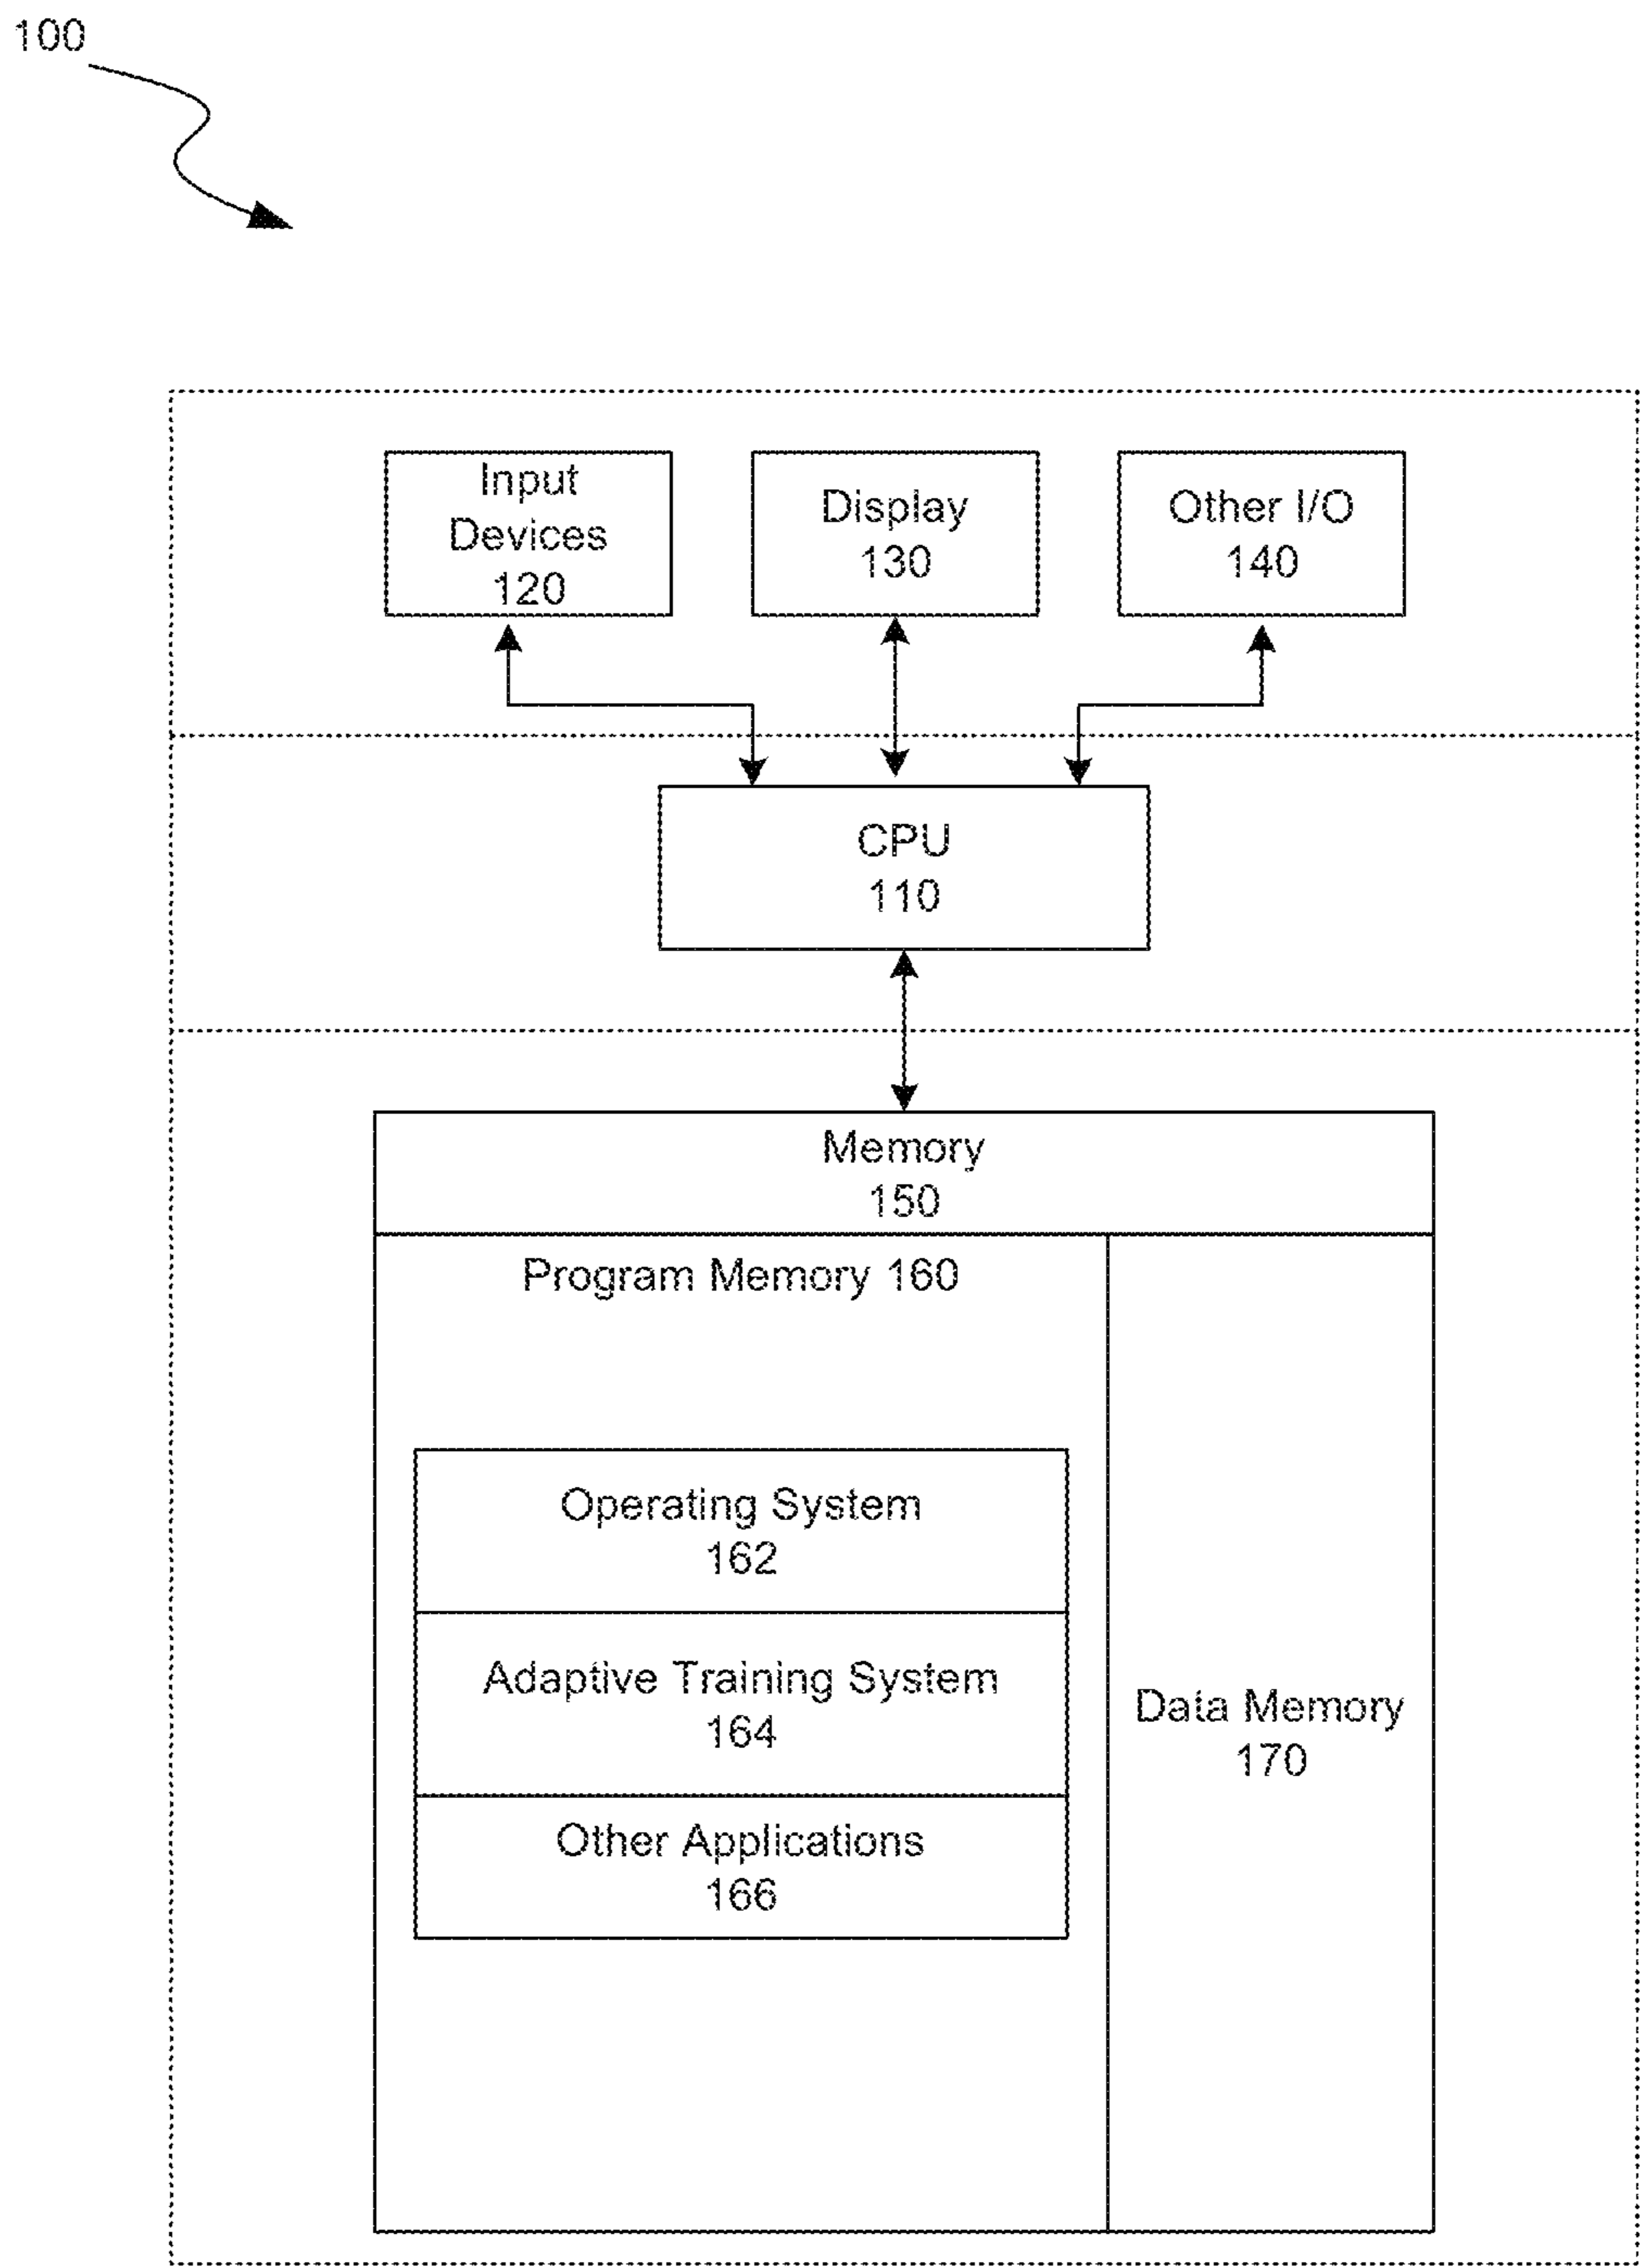 100
Input
Devices
120
Display
130
Other I/O
140
CPU
110
Memory
150
Program Memory 160
Operating System
162
Adaptive Training System
164
Other Applications
166
Data Memory
170